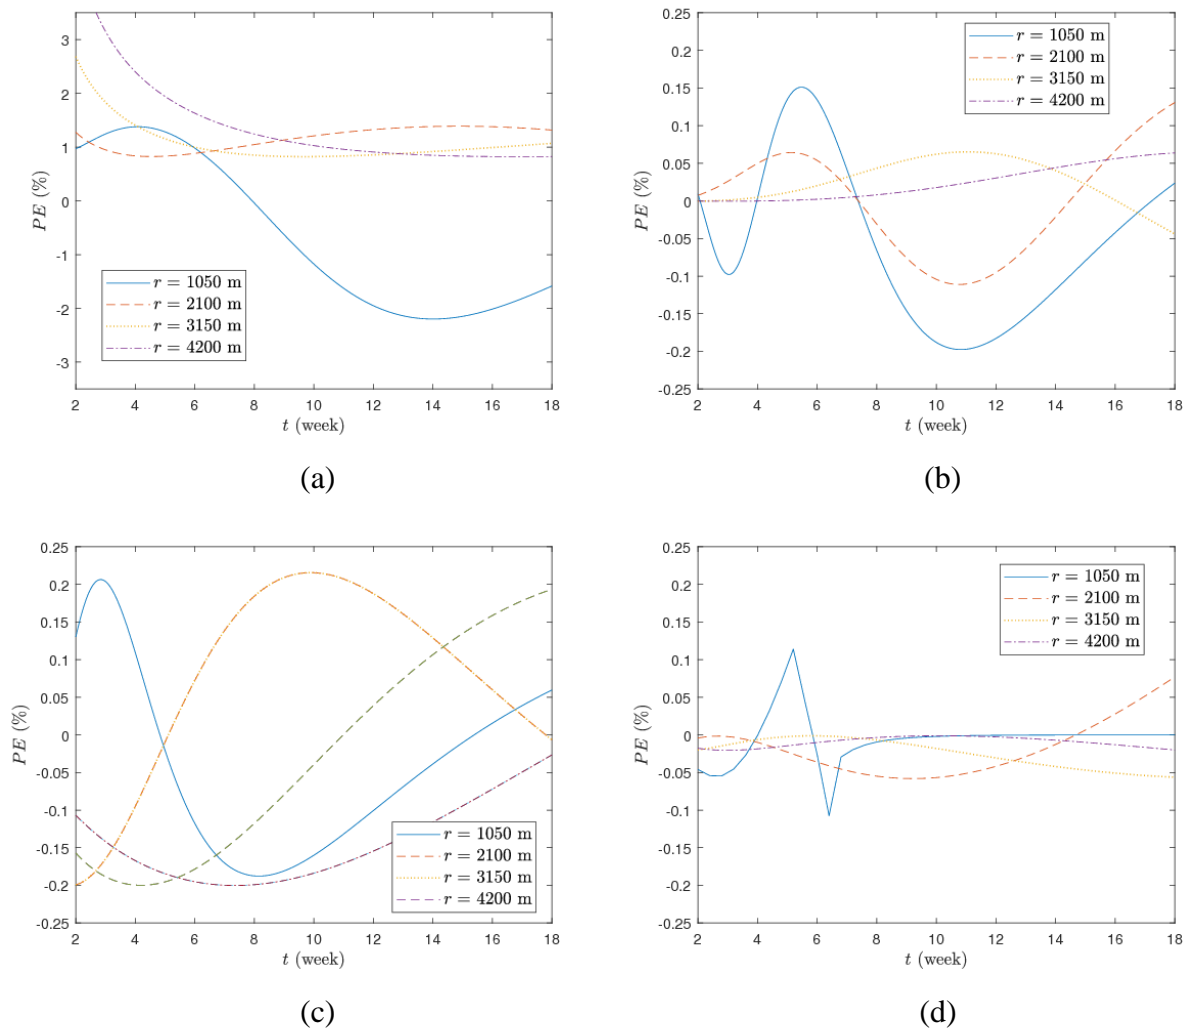 3
2
1
0
-1
-2
-3
PE (%)
r = 1050 m
r = 2100 m
r = 3150 m
r = 4200 m
2 4 6 8 10 12 14 16 18
t (week)
(a)
0.25
0.2
0.15
0.1
0.05
0
-0.05
-0.1
-0.15
-0.2
-0.25
PE (%)
r = 1050 m
r = 2100 m
r = 3150 m
r = 4200 m
2 4 6 8 10 12 14 16 18
t (week)
(b)
0.25
0.2
0.15
0.1
0.05
0
-0.05
-0.1
-0.15
-0.2
-0.25
PE (%)
r = 1050 m
r = 2100 m
r = 3150 m
r = 4200 m
2 4 6 8 10 12 14 16 18
t (week)
(c)
0.25
0.2
0.15
0.1
0.05
0
-0.05
-0.1
-0.15
-0.2
-0.25
PE (%)
r = 1050 m
r = 2100 m
r = 3150 m
r = 4200 m
2 4 6 8 10 12 14 16 18
t (week)
(d)